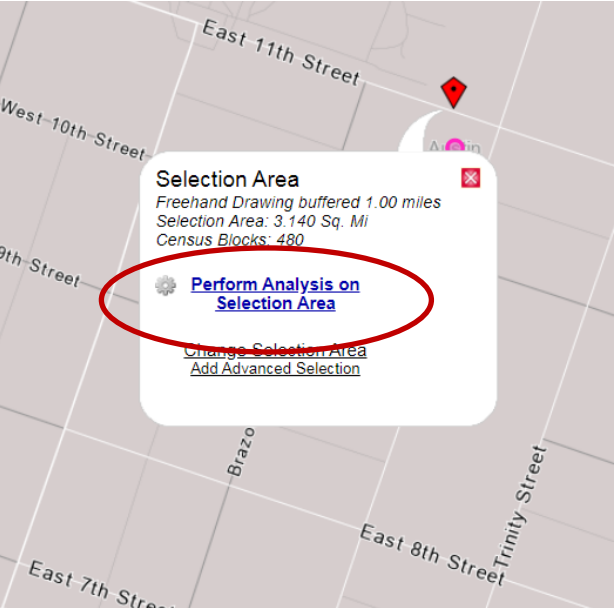 East 11th Street
West 10th Street
Austin
Selection Area
Freehand Drawing buffered 1.00 miles
Selection Area: 3.140 Sq. Mi
Census Blocks: 480
9th Street
Perform Analysis on
Selection Area
Change Selection Area
Add Advanced Selection
Brazo
Trinity Street
East 8th Street
East 7th Stre